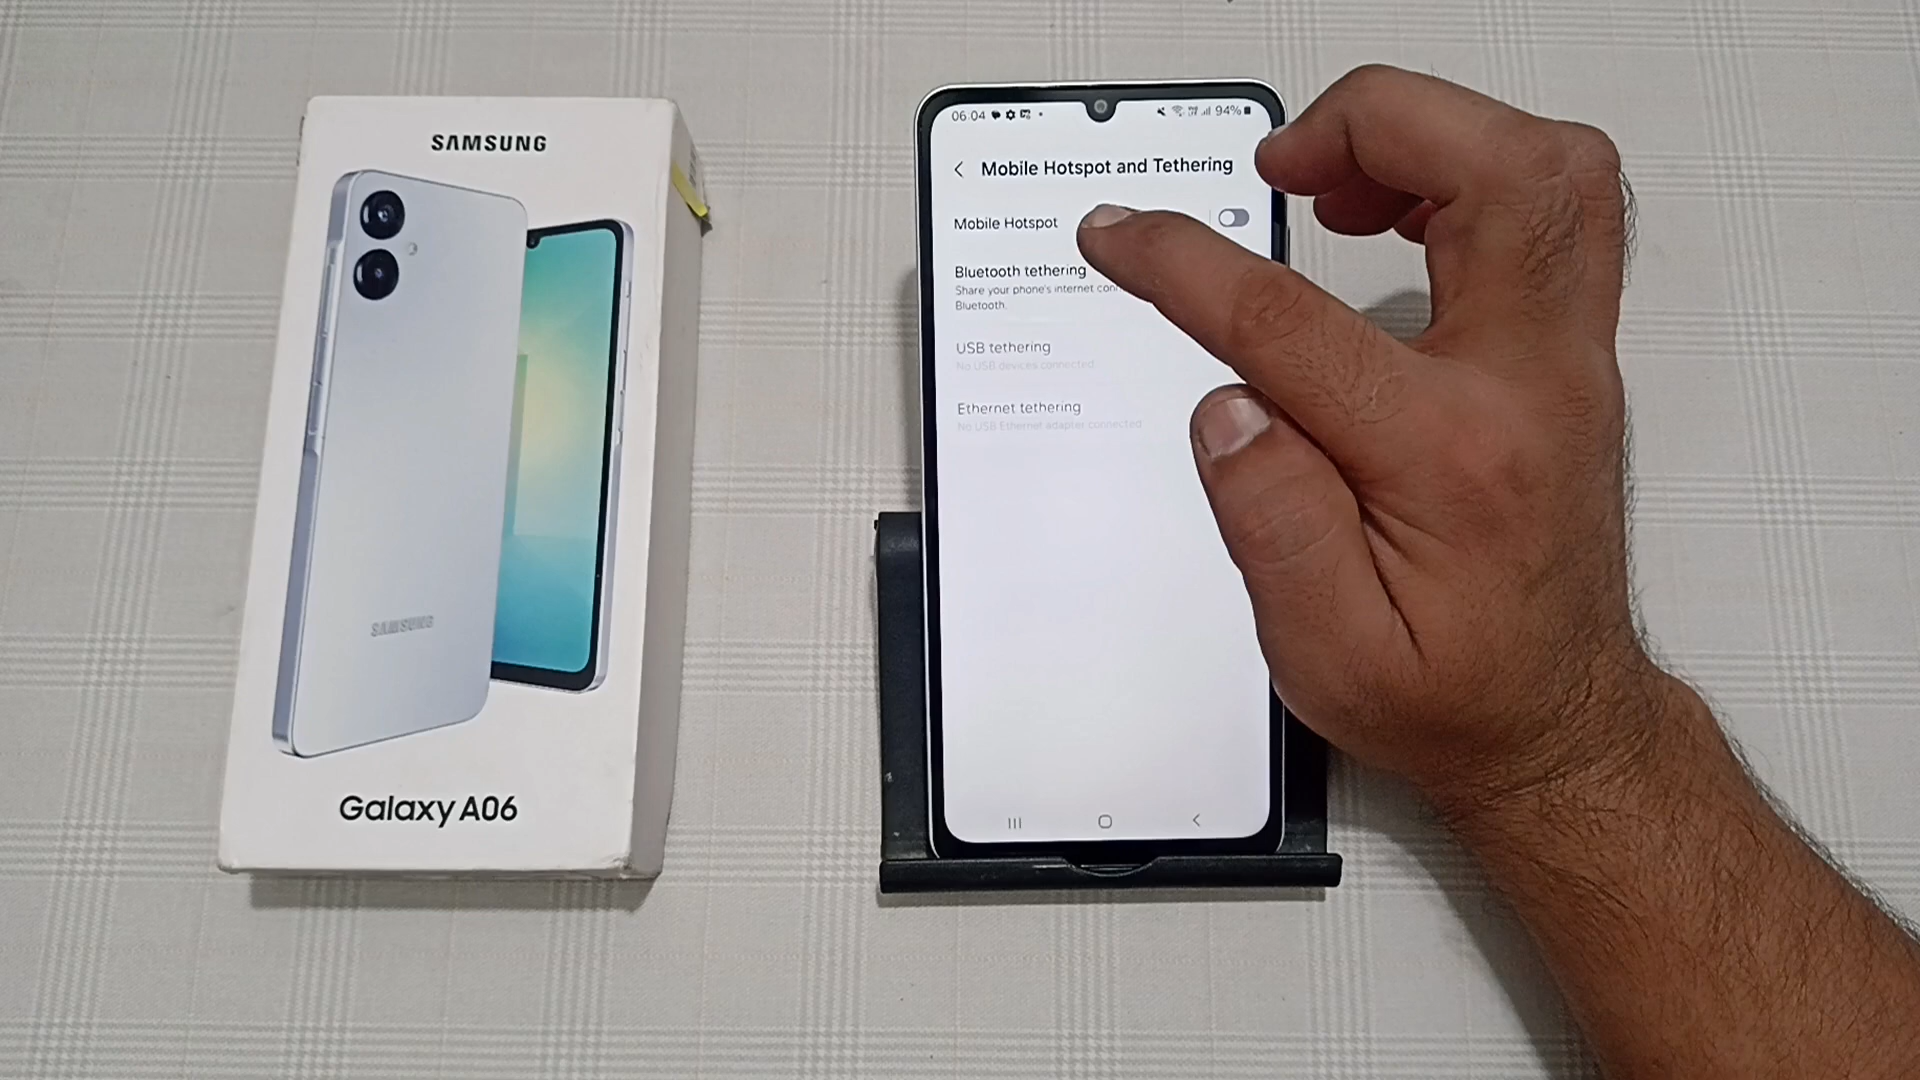 SAMSUNG
SAMSUNG
Galaxy A06
06:04
94%
Mobile Hotspot and Tethering
Mobile Hotspot
Bluetooth tethering
Share your phone's internet
Bluetooth.
USB tethering
No USB devices connected.
Ethernet tethering
No USB Ethernet adapter connected.